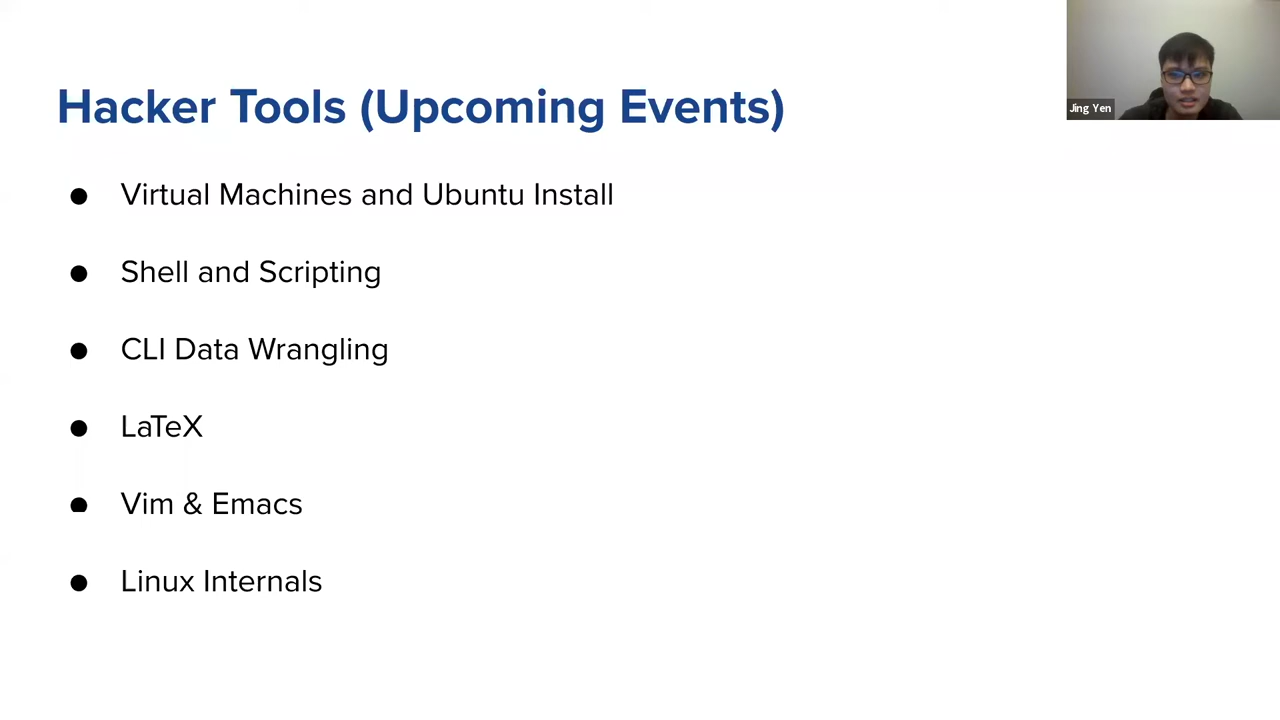 Hacker Tools (Upcoming Events)
Jing Yen
● Virtual Machines and Ubuntu Install
● Shell and Scripting
● CLI Data Wrangling
● LaTeX
● Vim & Emacs
● Linux Internals